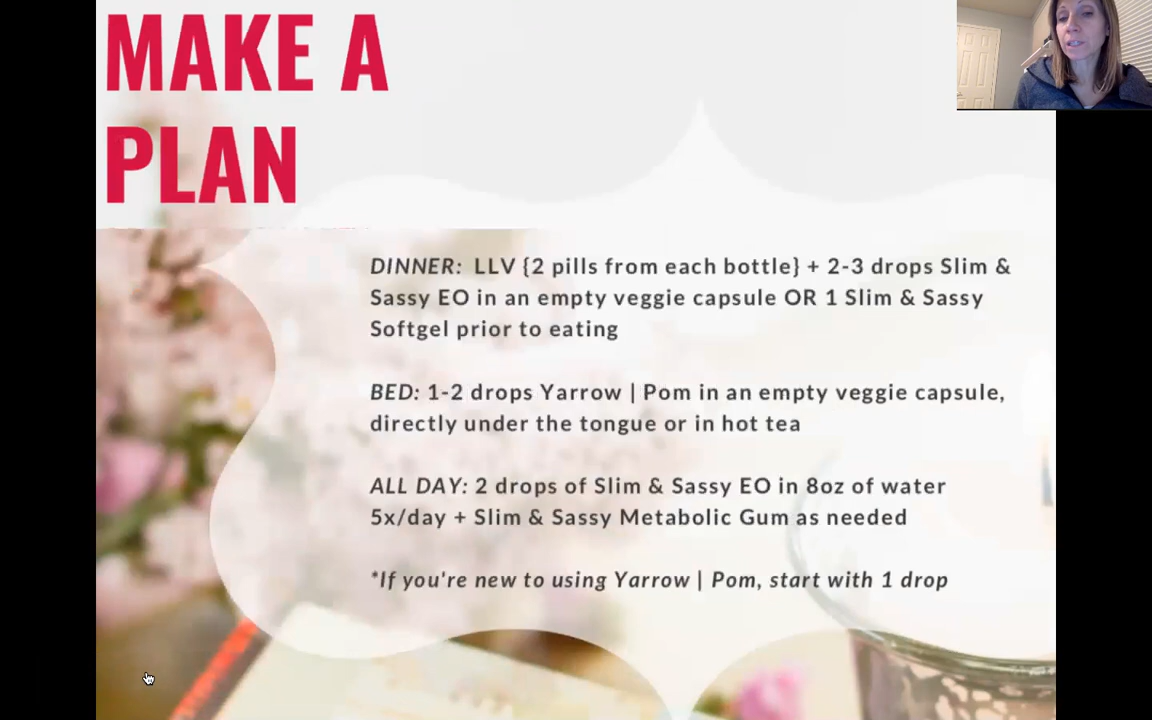 MAKE A
PLAN
DINNER:  LLV {2 pills from each bottle} + 2-3 drops Slim &
Sassy EO in an empty veggie capsule OR 1 Slim & Sassy
Softgel prior to eating
BED: 1-2 drops Yarrow | Pom in an empty veggie capsule,
directly under the tongue or in hot tea
ALL DAY: 2 drops of Slim & Sassy EO in 8oz of water
5x/day + Slim & Sassy Metabolic Gum as needed
*If you're new to using Yarrow | Pom, start with 1 drop